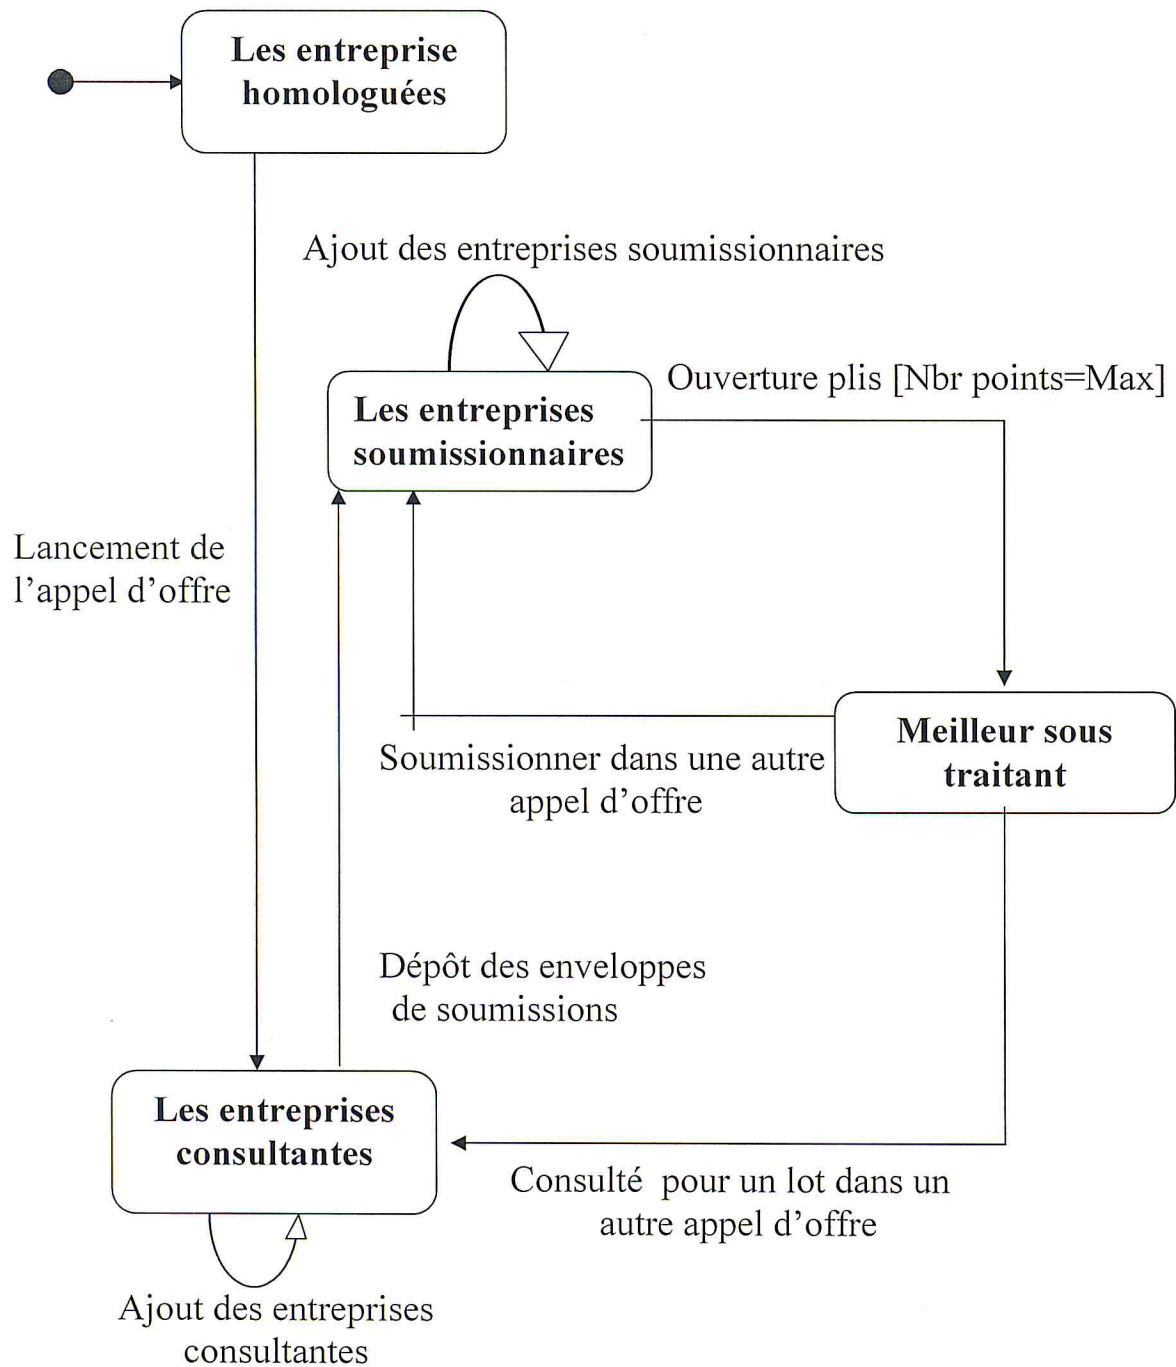 Les entreprise
homologuées
Ajout des entreprises soumissionnaires
Ouverture plis [Nbr points=Max]
Les entreprises
soumissionnaires
Lancement de
l’appel d’offre
Meilleur sous
traitant
Soumissionner dans une autre
appel d’offre
Dépôt des enveloppes
de soumissions
Les entreprises
consultantes
Consulté pour un lot dans un
autre appel d’offre
Ajout des entreprises
consultantes